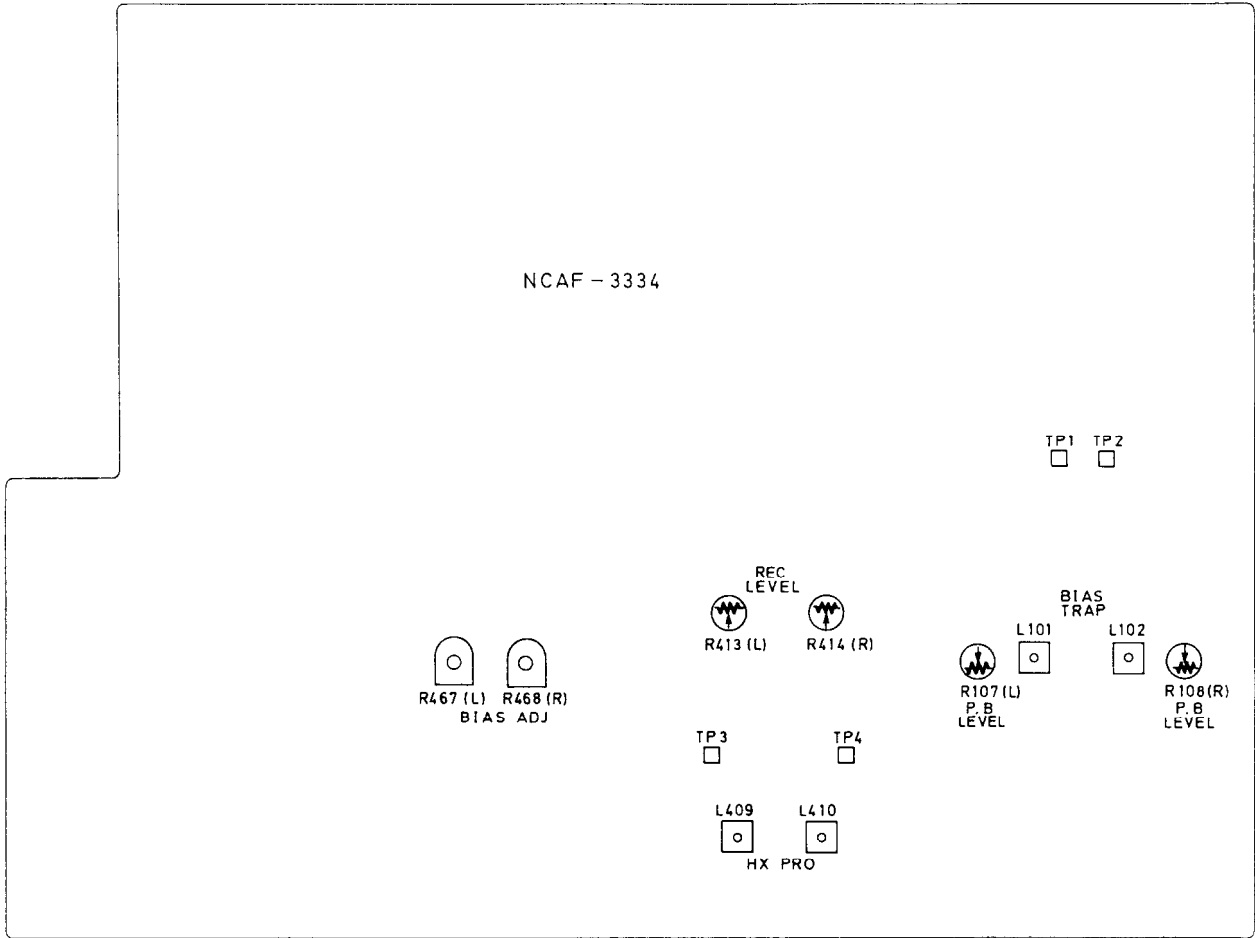 NCAF-3334
TP1 TP2
REC
LEVEL
R413(L) R414(R)
BIAS
TRAP
L101 L102
R467(L) R468(R)
BIAS ADJ
R107(L)
P.B
LEVEL
R108(R)
P.B
LEVEL
TP3 TP4
L409 L410
HX PRO